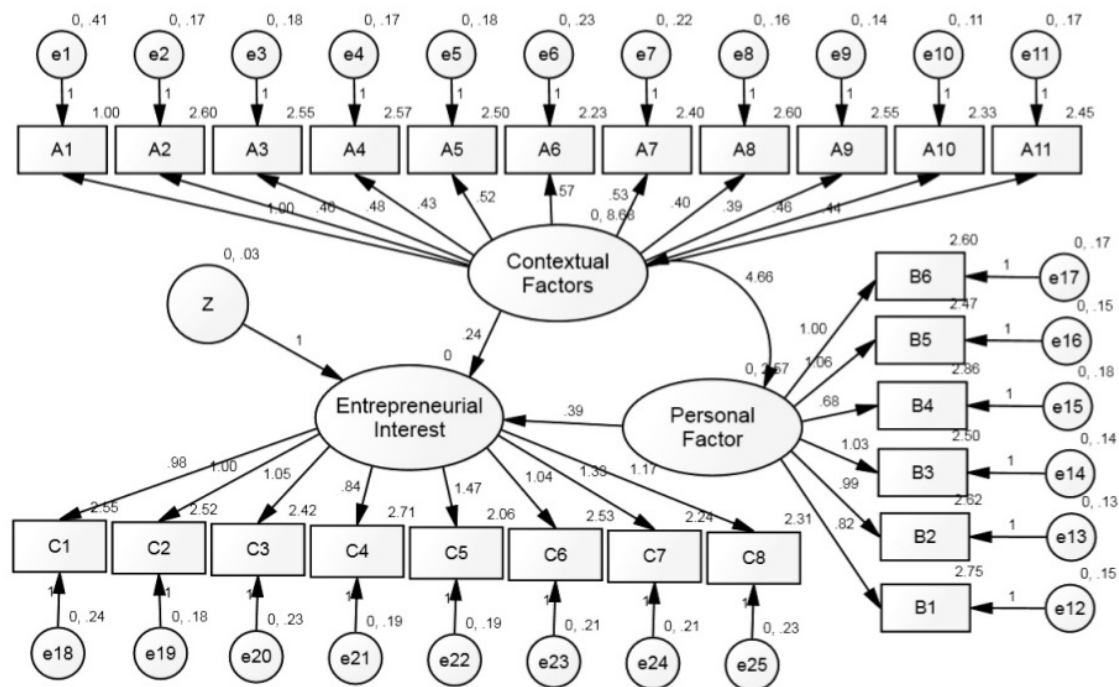 0, .41 0, .17 0, .18 0, .17 0, .18 0, .23 0, .22 0, .16 0, .14 0, .11 0, .17
e1 e2 e3 e4 e5 e6 e7 e8 e9 e10 e11
1 1 1 1 1 1 1 1 1 1 1
1.00 2.60 2.55 2.57 2.50 2.23 2.40 2.60 2.55 2.33 2.45
A1 A2 A3 A4 A5 A6 A7 A8 A9 A10 A11
1.00 .46 .48 .43 .52 .57 .53 .40 .39 .46 .44
0, 8.63
Contextual
Factors
4.66
0, .03
Z
1
.24
0
Entrepreneurial
Interest
.39
0, 2.57
Personal
Factor
1.00
2.60
B6
1
0, .17
e17
1.06
2.47
B5
1
0, .15
e16
.68
2.86
B4
1
0, .18
e15
1.03
2.50
B3
1
0, .14
e14
.99
2.62
B2
1
0, .13
e13
.82
2.75
B1
1
0, .15
e12
.98 1.00 1.05 .84 1.47 1.04 1.33 1.17
2.55 2.52 2.42 2.71 2.06 2.53 2.24 2.31
C1 C2 C3 C4 C5 C6 C7 C8
1 1 1 1 1 1 1 1
0, .24 0, .18 0, .23 0, .19 0, .19 0, .21 0, .21 0, .23
e18 e19 e20 e21 e22 e23 e24 e25